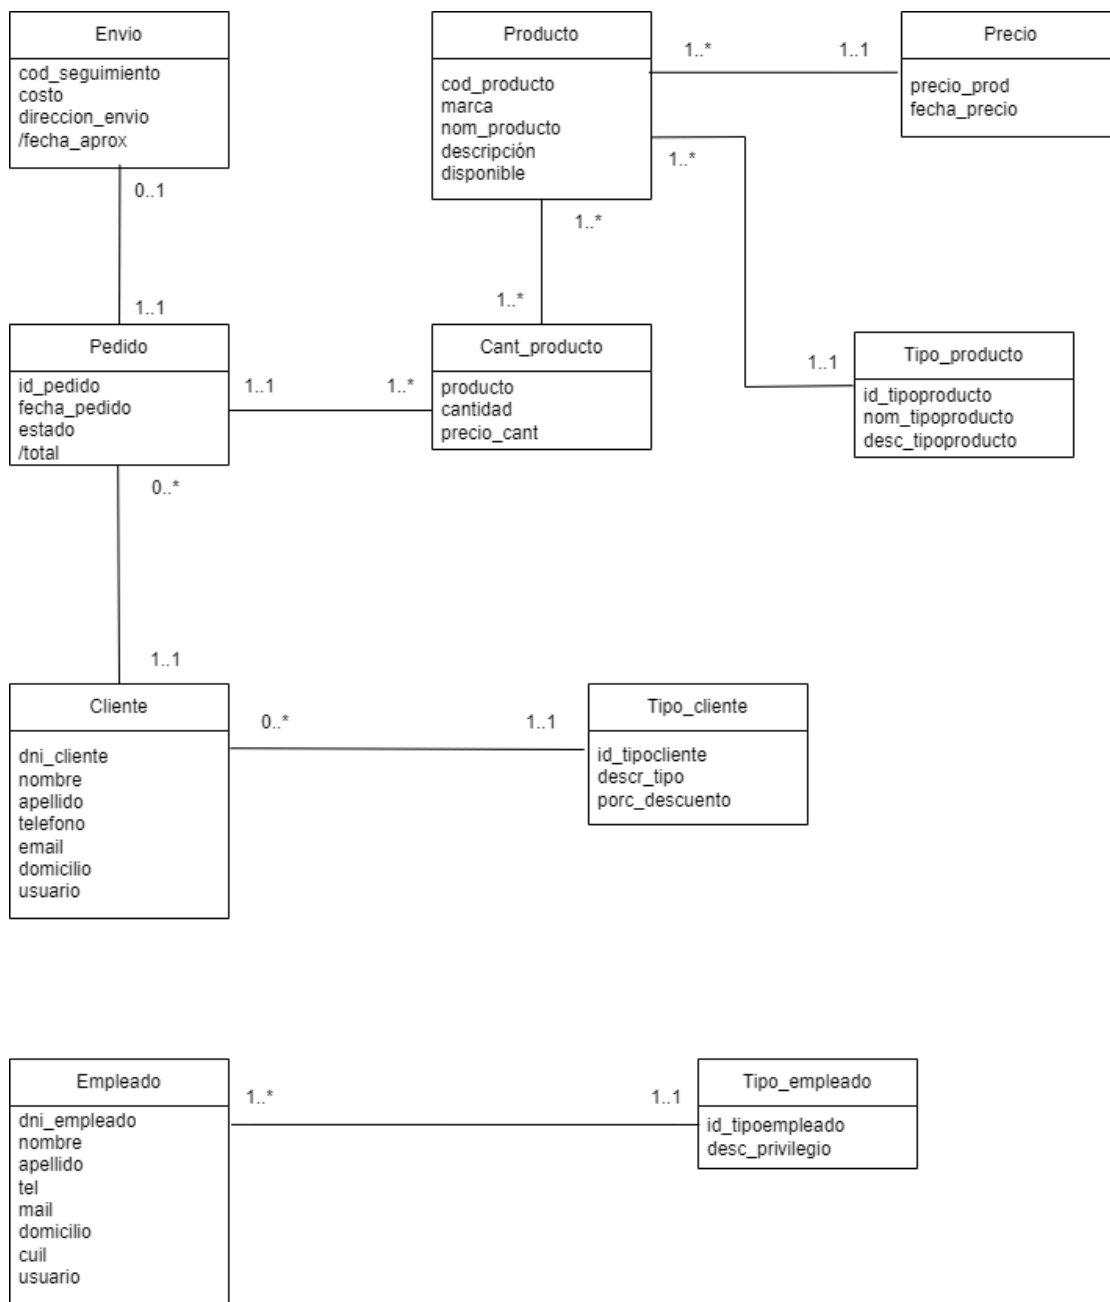 Envio
cod_seguimiento
costo
direccion_envio
/fecha_aprox
0..1
1..1
Producto
cod_producto
marca
nom_producto
descripción
disponible
1..*
1..1
1..*
1..*
1..*
Precio
precio_prod
fecha_precio
Pedido
id_pedido
fecha_pedido
estado
/total
1..1
1..*
0..*
1..1
Cant_producto
producto
cantidad
precio_cant
1..1
Tipo_producto
id_tipoproducto
nom_tipoproducto
desc_tipoproducto
Cliente
dni_cliente
nombre
apellido
telefono
email
domicilio
usuario
0..*
1..1
Tipo_cliente
id_tipocliente
descr_tipo
porc_descuento
Empleado
dni_empleado
nombre
apellido
tel
mail
domicilio
cuil
usuario
1..*
1..1
Tipo_empleado
id_tipoempleado
desc_privilegio